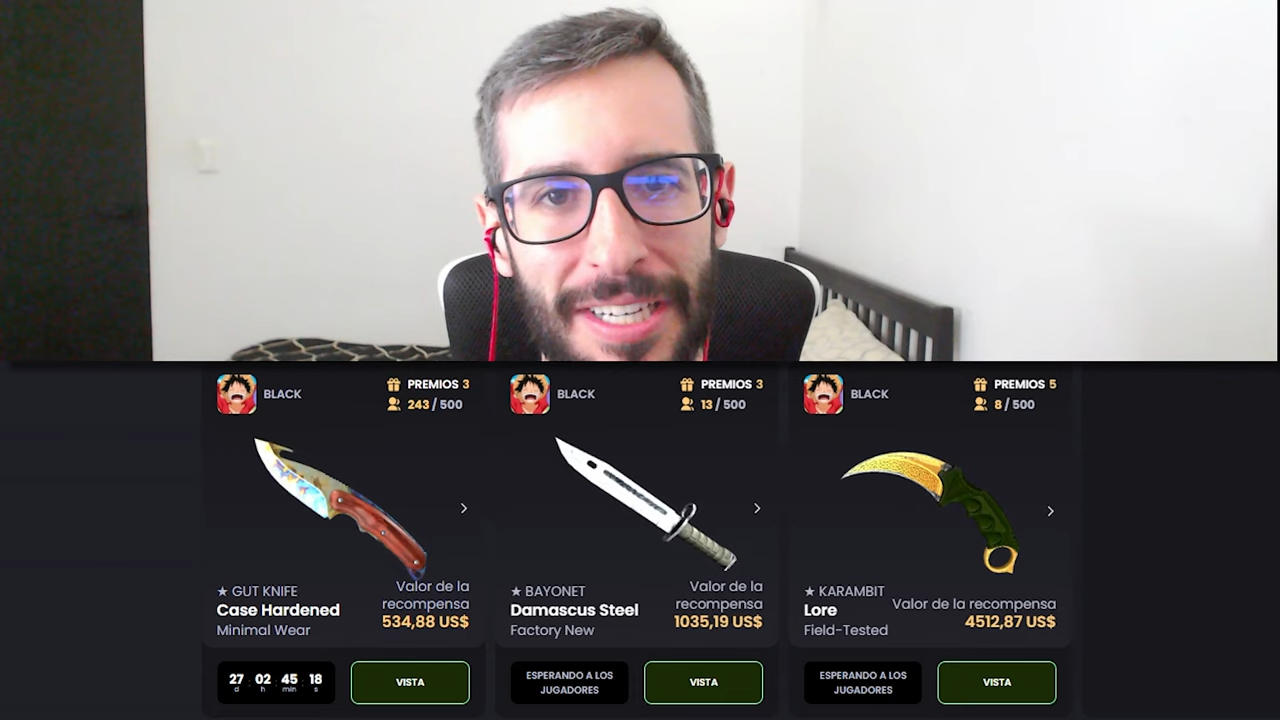 BLACK
PREMIOS 3
243 / 500
★ GUT KNIFE
Case Hardened
Minimal Wear
Valor de la
recompensa
534,88 US$
27 02 45 18
d h min s
VISTA
BLACK
PREMIOS 3
13 / 500
★ BAYONET
Damascus Steel
Factory New
Valor de la
recompensa
1035,19 US$
ESPERANDO A LOS
JUGADORES
VISTA
BLACK
PREMIOS 5
8 / 500
★ KARAMBIT
Lore
Field-Tested
Valor de la recompensa
4512,87 US$
ESPERANDO A LOS
JUGADORES
VISTA